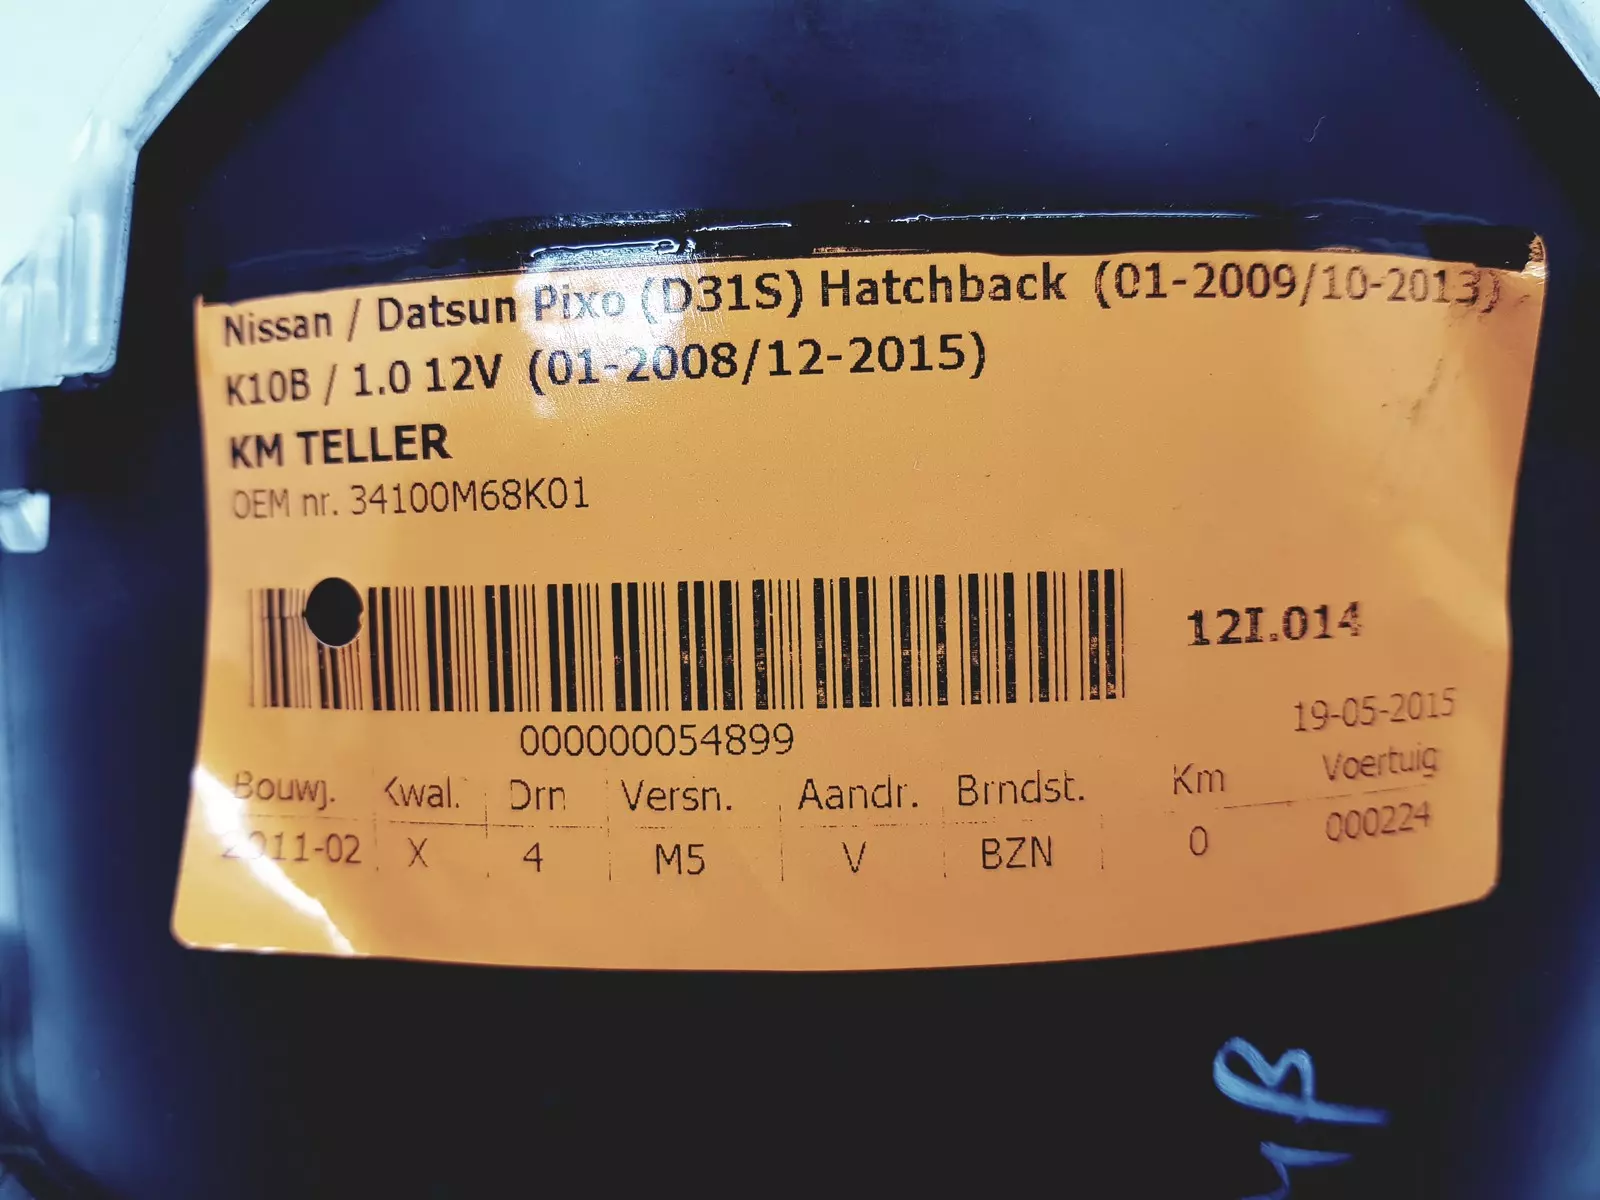 Nissan / Datsun Pixo (D31S) Hatchback (01-2009/10-2013)
K10B / 1.0 12V (01-2008/12-2015)
KM TELLER
OEM nr. 34100M68K01
12I.014
000000054899
19-05-2015
Bouwj. Kwal. Drn Versn. Aandr. Brndst. Km Voertuig
2011-02 X 4 M5 V BZN 0 000224